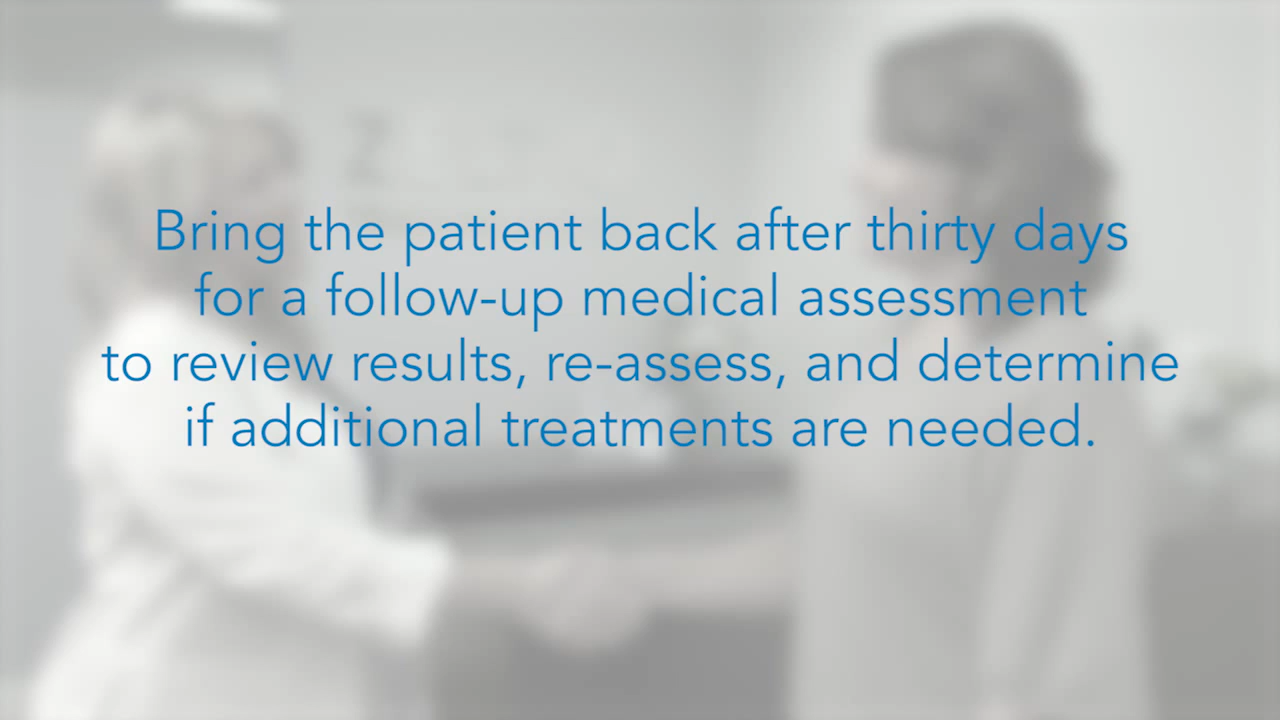 Bring the patient back after thirty days
for a follow-up medical assessment
to review results, re-assess, and determine
if additional treatments are needed.